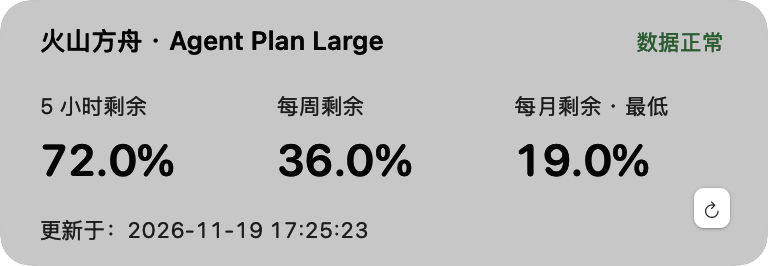 火山方舟 · Agent Plan Large
数据正常
5 小时剩余
每周剩余
每月剩余 · 最低
72.0%
36.0%
19.0%
更新于：2026-11-19 17:25:23